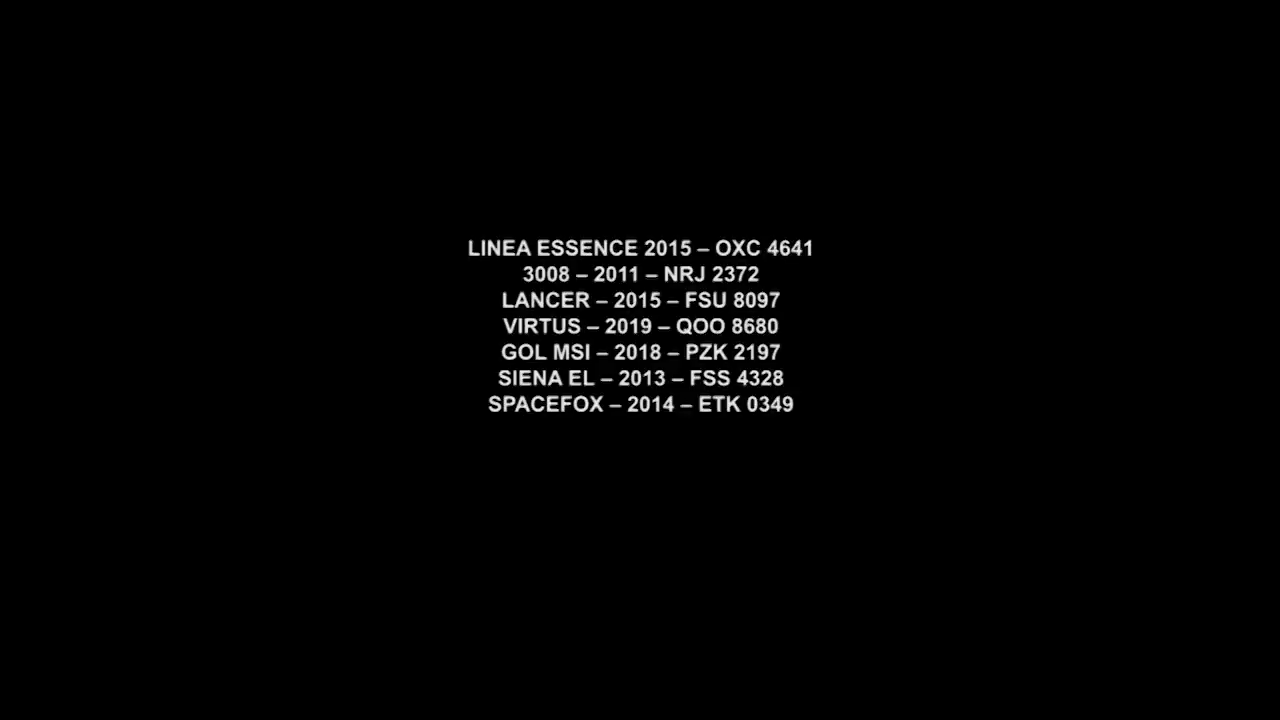 LINEA ESSENCE 2015 – OXC 4641
3008 – 2011 – NRJ 2372
LANCER – 2015 – FSU 8097
VIRTUS – 2019 – QOO 8680
GOL MSI – 2018 – PZK 2197
SIENA EL – 2013 – FSS 4328
SPACEFOX – 2014 – ETK 0349